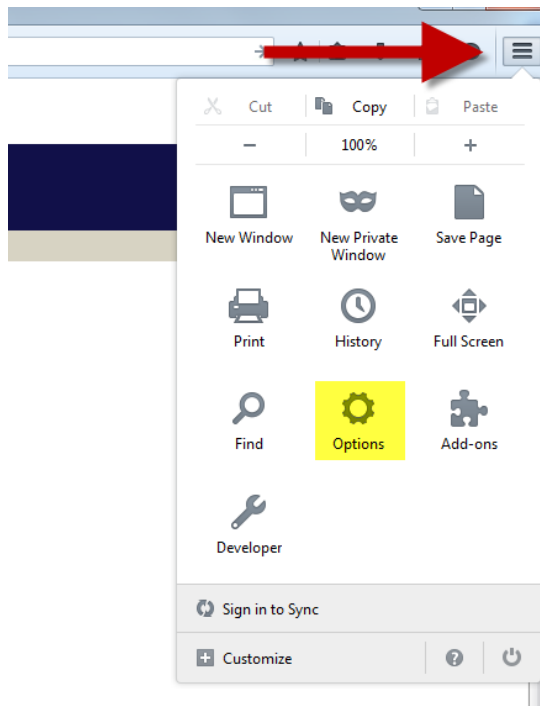 Cut Copy Paste
100%
New Window New Private Save Page
Window
Print History Full Screen
Find Options Add-ons
Developer
Sign in to Sync
Customize